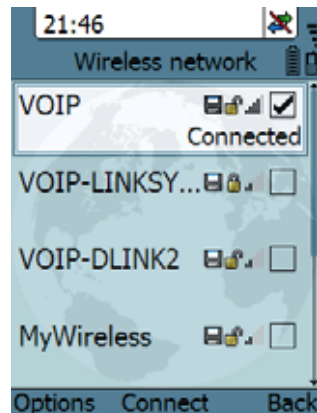 21:46
Wireless network
VOIP
Connected
VOIP-LINKSY...
VOIP-DLINK2
MyWireless
Options Connect Back